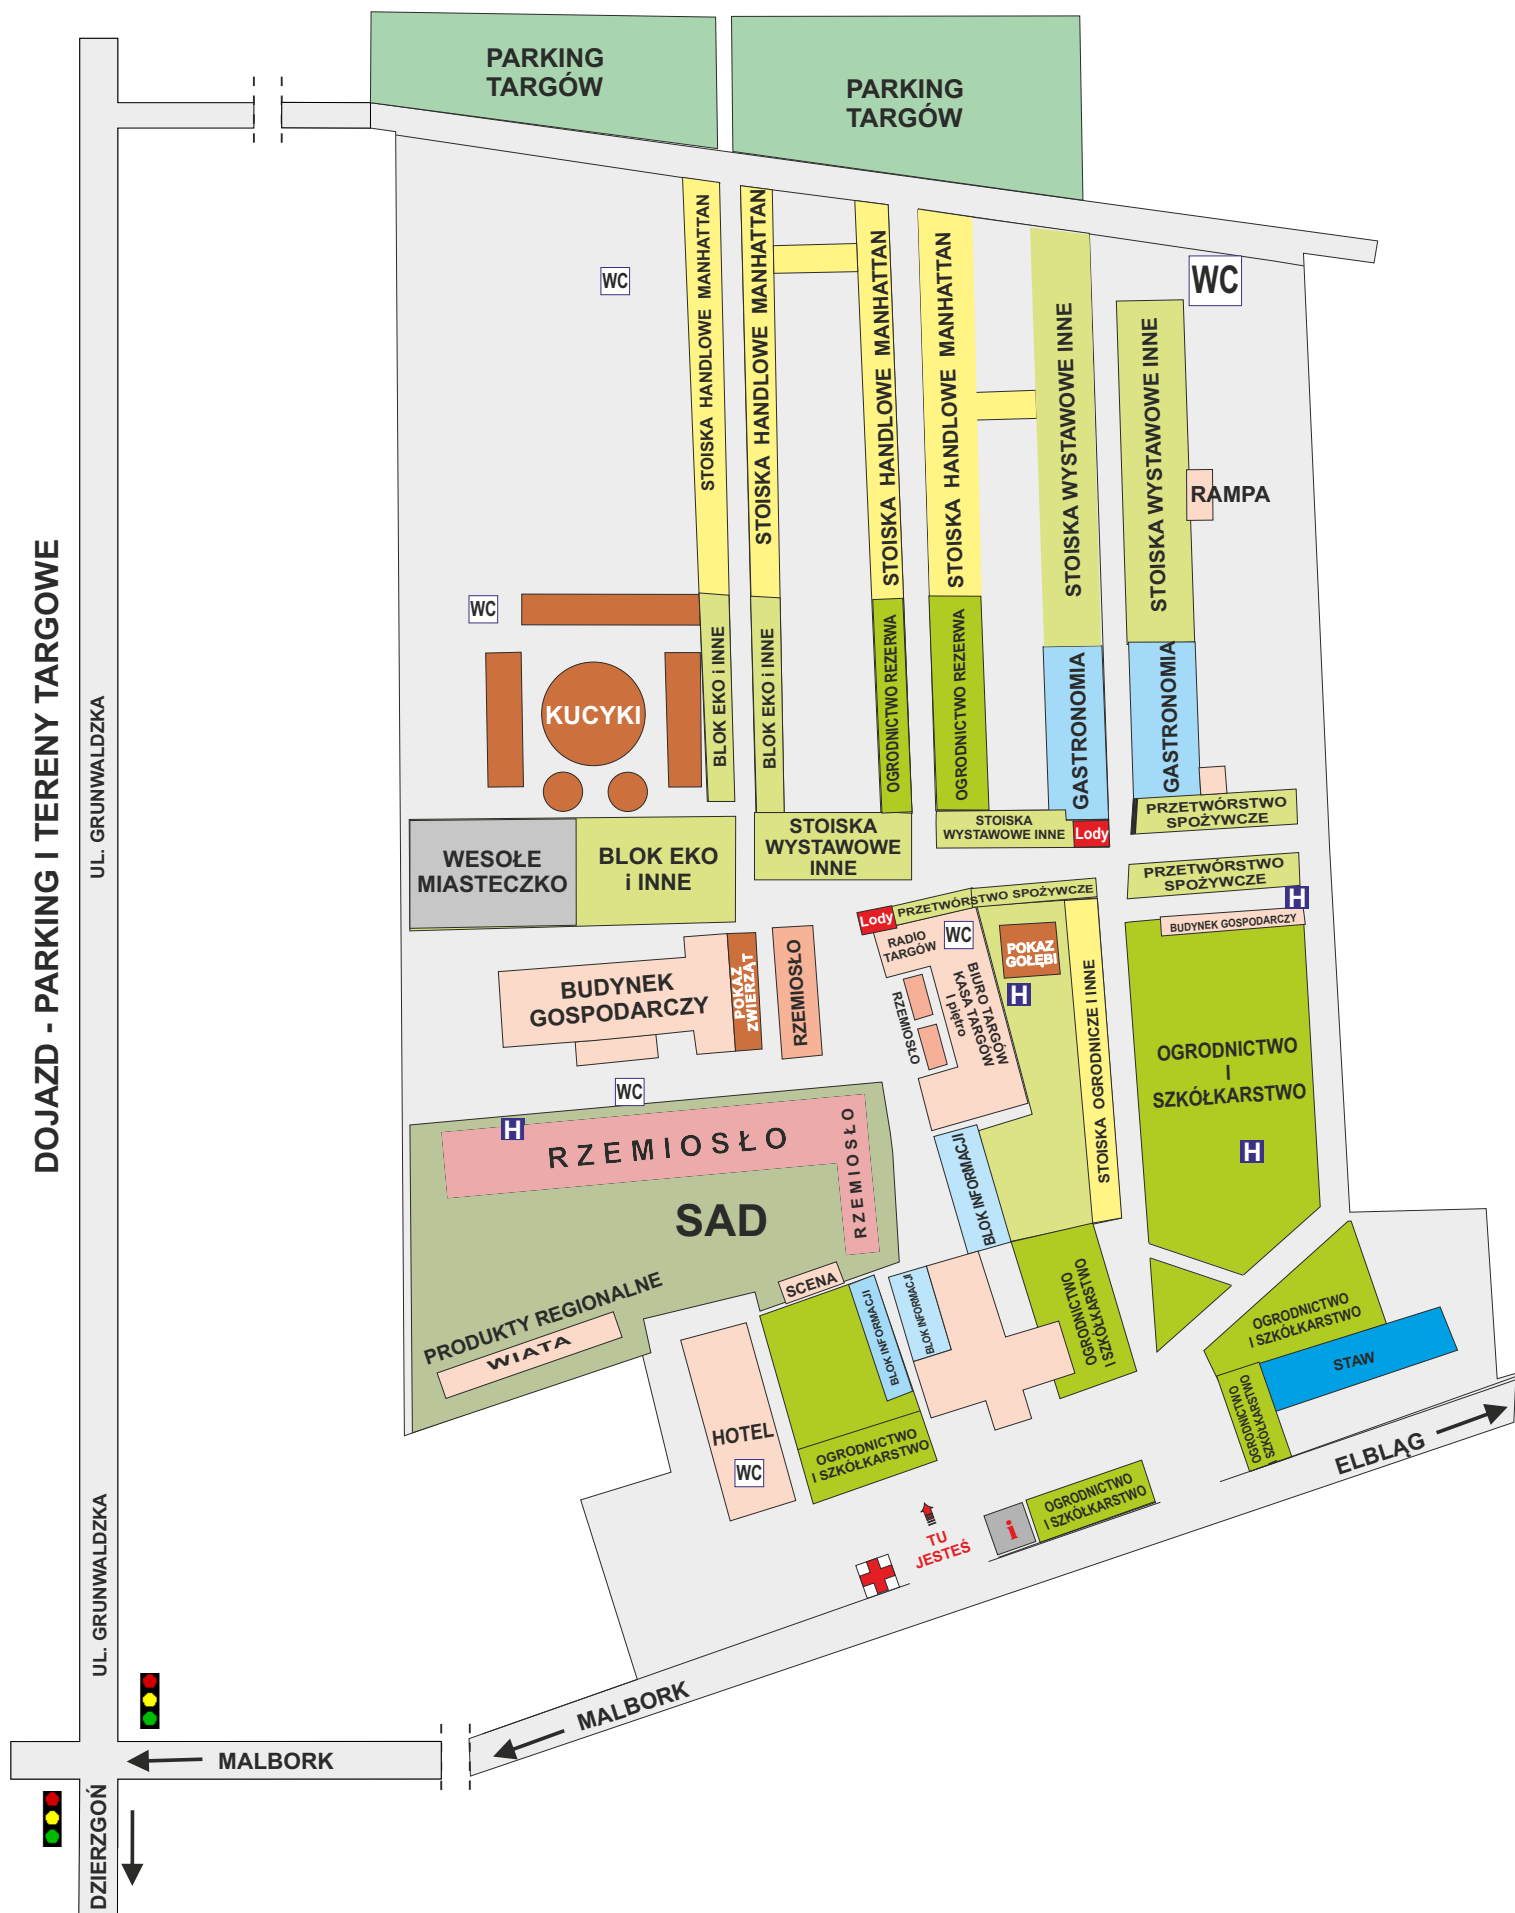 PARKING
TARGÓW
PARKING
TARGÓW
WC
WC
STOISKA HANDLOWE MANHATTAN
STOISKA HANDLOWE MANHATTAN
STOISKA HANDLOWE MANHATTAN
STOISKA HANDLOWE MANHATTAN
STOISKA WYSTAWOWE INNE
STOISKA WYSTAWOWE INNE
RAMPA
DOJAZD - PARKING I TERENY TARGOWE
UL. GRUNWALDZKA
WC
KUCYKI
BLOK EKO i INNE
BLOK EKO i INNE
OGRODNICTWO REZERWA
OGRODNICTWO REZERWA
GASTRONOMIA
GASTRONOMIA
PRZETWÓRSTWO
SPOŻYWCZE
WESOŁE
MIASTECZKO
BLOK EKO
i INNE
STOISKA
WYSTAWOWE
INNE
STOISKA
WYSTAWOWE INNE
Lody
PRZETWÓRSTWO
SPOŻYWCZE
H
Lody
PRZETWÓRSTWO SPOŻYWCZE
BUDYNEK GOSPODARCZY
RADIO
TARGÓW
WC
POKAZ
GOŁĘBI
H
BUDYNEK
GOSPODARCZY
POKAZ
ZWIERZĄT
RZEMIOSŁO
RZEMIOSŁO
BIURO TARGÓW
KASA TARGÓW
I piętro
STOISKA OGRODNICZE I INNE
OGRODNICTWO
I
SZKÓŁKARSTWO
H
WC
H
RZEMIOSŁO
RZEMIOSŁO
SAD
BLOK INFORMACJI
PRODUKTY REGIONALNE
WIATA
SCENA
BLOK INFORMACJI
BLOK INFORMACJI
OGRODNICTWO
I SZKÓŁKARSTWO
OGRODNICTWO
I SZKÓŁKARSTWO
STAW
OGRODNICTWO
I SZKÓŁKARSTWO
HOTEL
WC
OGRODNICTWO
I SZKÓŁKARSTWO
ELBLĄG
OGRODNICTWO
I SZKÓŁKARSTWO
i
TU
JESTEŚ
UL. GRUNWALDZKA
MALBORK
MALBORK
DZIERZGOŃ